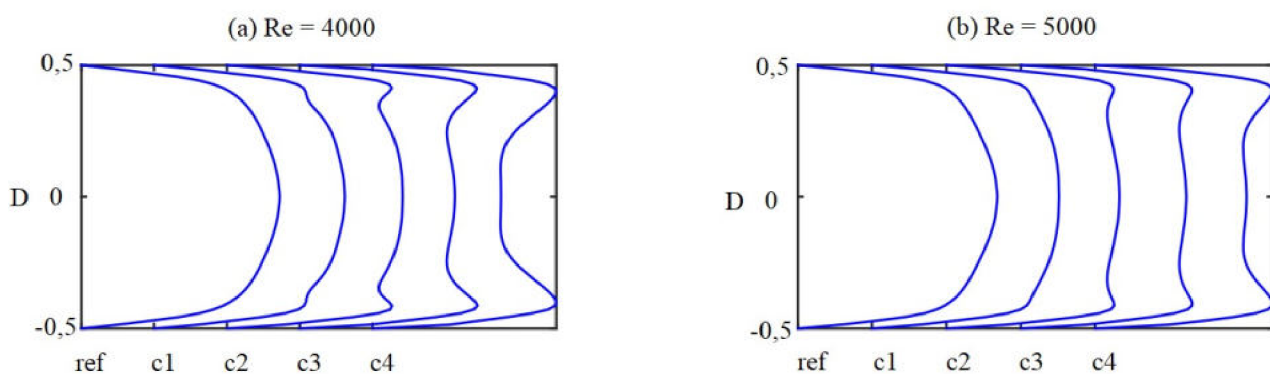 (a) Re = 4000
0,5
D 0
-0,5
ref c1 c2 c3 c4
(b) Re = 5000
0,5
D 0
-0,5
ref c1 c2 c3 c4